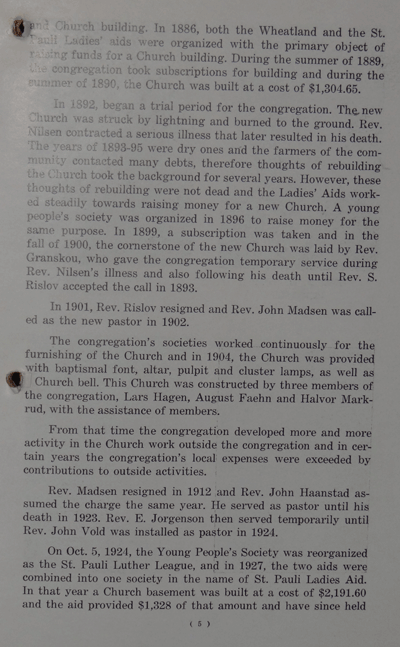 and Church building. In 1886, both the Wheatland and the St.
Pauli Ladies' aids were organized with the primary object of
raising funds for a Church building. During the summer of 1889,
the congregation took subscriptions for building and during the
summer of 1890, the Church was built at a cost of $1,304.65.
In 1892, began a trial period for the congregation. The new
Church was struck by lightning and burned to the ground. Rev.
Nilsen contracted a serious illness that later resulted in his death.
The years of 1893-95 were dry ones and the farmers of the com-
munity contacted many debts, therefore thoughts of rebuilding
the Church took the background for several years. However, these
thoughts of rebuilding were not dead and the Ladies' Aids work-
ed steadily towards raising money for a new Church. A young
people's society was organized in 1896 to raise money for the
same purpose. In 1899, a subscription was taken and in the
fall of 1900, the cornerstone of the new Church was laid by Rev.
Granskou, who gave the congregation temporary service during
Rev. Nilsen's illness and also following his death until Rev. S.
Rislov accepted the call in 1893.
In 1901, Rev. Rislov resigned and Rev. John Madsen was call-
ed as the new pastor in 1902.
The congregation's societies worked continuously for the
furnishing of the Church and in 1904, the Church was provided
with baptismal font, altar, pulpit and cluster lamps, as well as
Church bell. This Church was constructed by three members of
the congregation, Lars Hagen, August Faehn and Halvor Mark-
rud, with the assistance of members.
From that time the congregation developed more and more
activity in the Church work outside the congregation and in cer-
tain years the congregation's local expenses were exceeded by
contributions to outside activities.
Rev. Madsen resigned in 1912 and Rev. John Haanstad as-
sumed the charge the same year. He served as pastor until his
death in 1923. Rev. E. Jorgenson then served temporarily until
Rev. John Vold was installed as pastor in 1924.
On Oct. 5, 1924, the Young People's Society was reorganized
as the St. Pauli Luther League, and in 1927, the two aids were
combined into one society in the name of St. Pauli Ladies Aid.
In that year a Church basement was built at a cost of $2,191.60
and the aid provided $1,328 of that amount and have since held
( 5 )